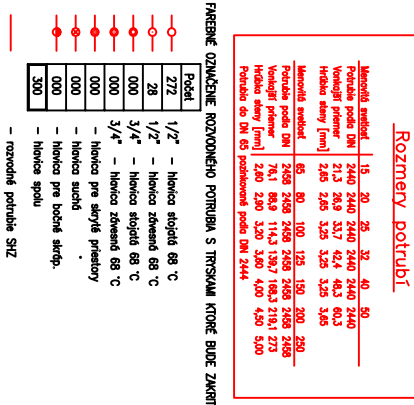 Rozmery potrubí
Menovitá svetlosť 15 20 25 32 40 50
Potrubie podľa DIN 2440 2440 2440 2440 2440 2440
Vonkajší priemer 21,3 26,9 33,7 42,4 48,3 60,3
Hrúbka steny [mm] 2,65 2,65 3,25 3,25 3,25 3,65
Menovitá svetlosť 65 80 100 125 150 200 250
Potrubie podľa DIN 2458 2458 2458 2458 2458 2458 2458
Vonkajší priemer 76,1 88,9 114,3 139,7 168,3 219,1 273
Hrúbka steny [mm] 2,60 2,90 3,20 3,60 4,00 4,50 5,00
Potrubia do DN 65 pozinkované podľa DIN 2444
FAREBNÉ OZNAČENIE ROZVODNÉHO POTRUBIA S TRYSKAMI KTORÉ BUDE ZAKRIT
Počet
272 1/2" - hlavica stojatá 68 °C
28 1/2" - hlavica závesná 68 °C
000 3/4" - hlavica stojatá 68 °C
000 3/4" - hlavica závesná 68 °C
000 - hlavica pre skryté priestory
000 - hlavica suchá
000 - hlavica pre bočné skráp.
300 - hlavice spolu
- rozvodné potrubie SHZ